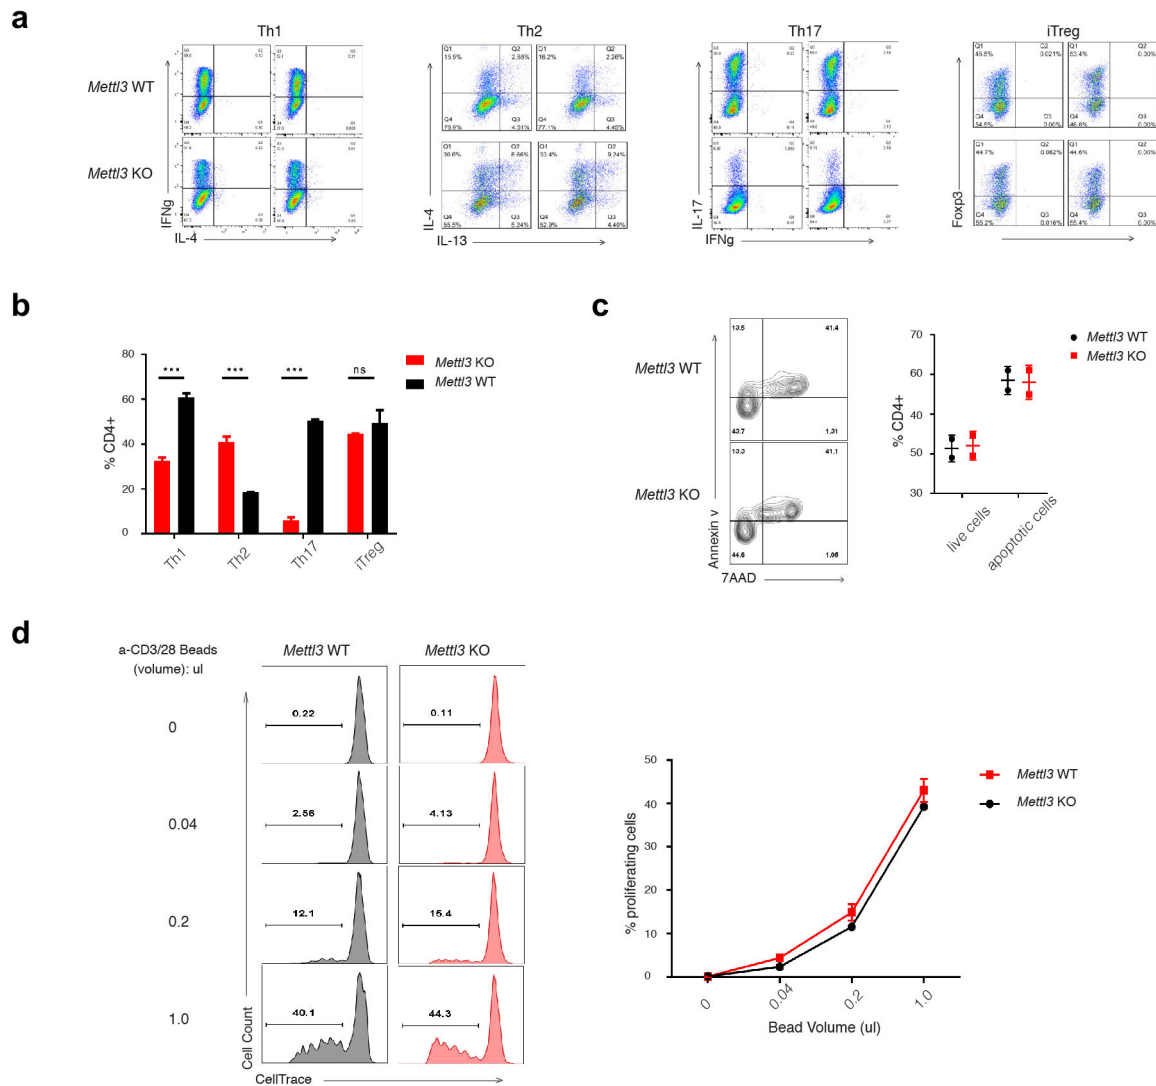 a
Th1
Th2
Th17
iTreg
Mettl3 WT
Mettl3 KO
IFNg
IL-4
Q1
15.9%
Q2
2.58%
Q4
Q3
4.51%
Q1
16.2%
Q2
2.26%
Q4
77.1%
Q3
4.40%
Q1
30.6%
Q2
8.66%
Q4
55.5%
Q3
5.24%
Q1
33.4%
Q2
9.24%
Q4
52.9%
Q3
4.40%
IL-4
IL-13
IL-17
IFNg
Q1
45.5%
Q2
0.021%
Q4
54.5%
Q3
0.00%
Q1
53.4%
Q2
0.00%
Q4
46.6%
Q3
0.00%
Q1
44.7%
Q2
0.062%
Q4
55.2%
Q3
0.016%
Q1
44.6%
Q2
0.00%
Q4
55.4%
Q3
0.00%
Foxp3
b
80
60
40
20
0
% CD4+
***
***
***
ns
Th1
Th2
Th17
iTreg
Mettl3 KO
Mettl3 WT
c
Mettl3 WT
13.5
41.4
43.7
1.31
Mettl3 KO
13.3
41.1
44.6
1.05
Annexin v
7AAD
70
60
40
50
30
% CD4+
live cells
apoptotic cells
Mettl3 WT
Mettl3 KO
d
a-CD3/28 Beads
(volume): ul
Mettl3 WT
Mettl3 KO
0
0.22
0.11
0.04
2.56
4.13
0.2
12.1
15.4
1.0
40.1
44.3
Cell Count
CellTrace
50
40
30
20
10
0
% proliferating cells
0
0.04
0.2
1.0
Bead Volume (ul)
Mettl3 WT
Mettl3 KO